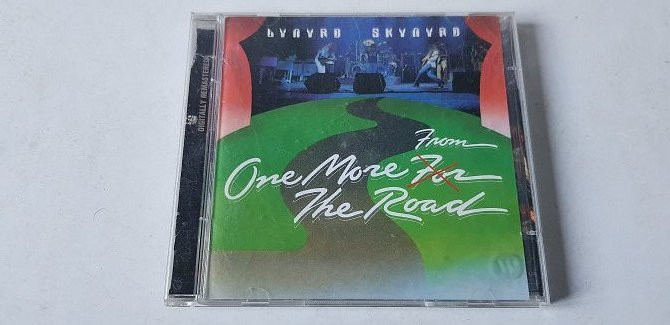 LYNYRD SKYNYRD
From
One More For
The Road
DIGITALLY REMASTERED